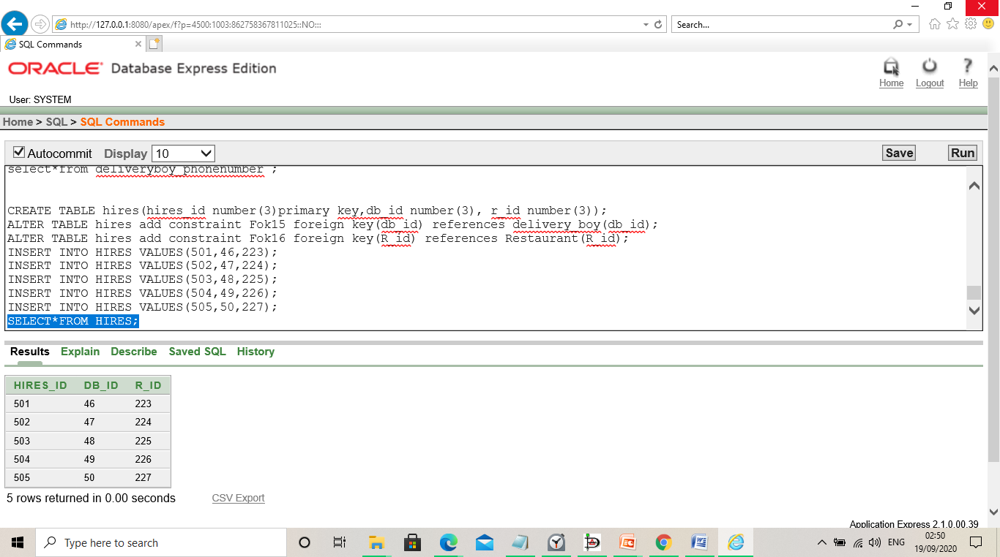 http://127.0.0.1:8080/apex/f?p=4500:1003:862758367811025::NO:::
Search...
SQL Commands
ORACLE Database Express Edition
Home
Logout
Help
User: SYSTEM
Home > SQL > SQL Commands
Autocommit Display 10 Save Run
select*from deliveryboy_phonenumber ;
CREATE TABLE hires(hires_id number(3)primary key,db_id number(3), r_id number(3));
ALTER TABLE hires add constraint Fok15 foreign key(db_id) references delivery_boy(db_id);
ALTER TABLE hires add constraint Fok16 foreign key(R_id) references Restaurant(R_id);
INSERT INTO HIRES VALUES(501,46,223);
INSERT INTO HIRES VALUES(502,47,224);
INSERT INTO HIRES VALUES(503,48,225);
INSERT INTO HIRES VALUES(504,49,226);
INSERT INTO HIRES VALUES(505,50,227);
SELECT*FROM HIRES;
Results Explain Describe Saved SQL History
HIRES_ID DB_ID R_ID
501 46 223
502 47 224
503 48 225
504 49 226
505 50 227
5 rows returned in 0.00 seconds CSV Export
Application Express 2.1.0.00.39
Type here to search
ENG
02:50
19/09/2020